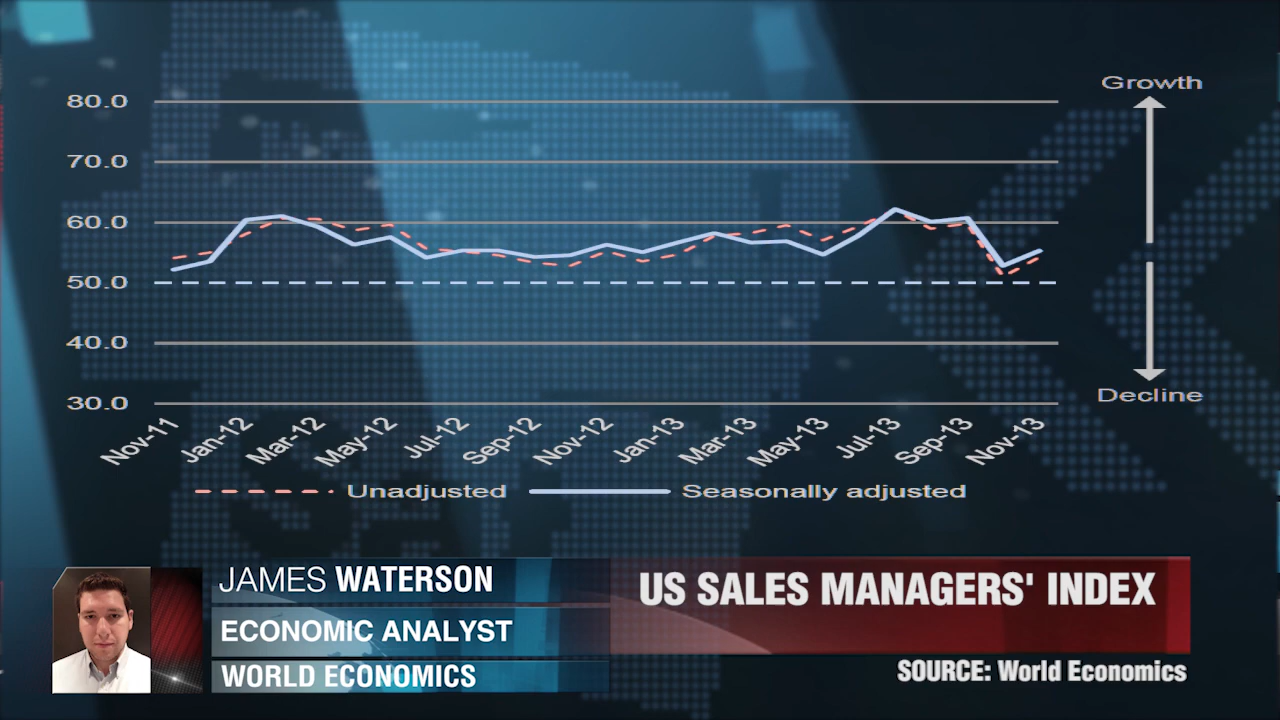 Growth
80.0
70.0
60.0
50.0
40.0
30.0
Decline
Nov-11
Jan-12
Mar-12
May-12
Jul-12
Sep-12
Nov-12
Jan-13
Mar-13
May-13
Jul-13
Sep-13
Nov-13
Unadjusted
Seasonally adjusted
JAMES WATERSON
ECONOMIC ANALYST
WORLD ECONOMICS
US SALES MANAGERS' INDEX
SOURCE: World Economics